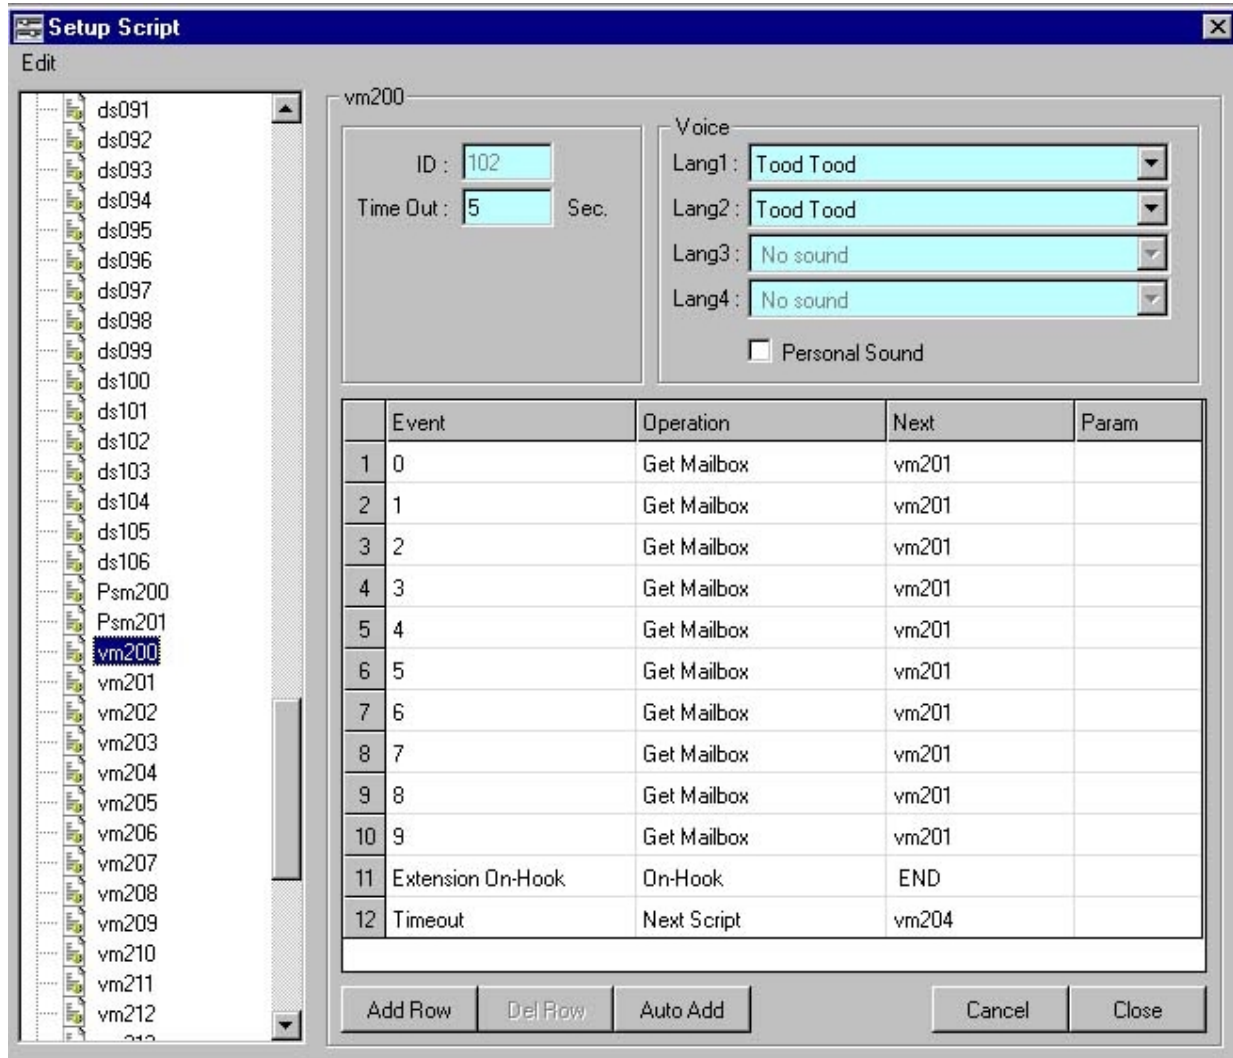 Setup Script
Edit
ds091
ds092
ds093
ds094
ds095
ds096
ds097
ds098
ds099
ds100
ds101
ds102
ds103
ds104
ds105
ds106
Psm200
Psm201
vm200
vm201
vm202
vm203
vm204
vm205
vm206
vm207
vm208
vm209
vm210
vm211
vm212
vm200
ID : 102
Time Out : 5 Sec.
Voice
Lang1 : Tood Tood
Lang2 : Tood Tood
Lang3 : No sound
Lang4 : No sound
Personal Sound
Event Operation Next Param
1 0 Get Mailbox vm201
2 1 Get Mailbox vm201
3 2 Get Mailbox vm201
4 3 Get Mailbox vm201
5 4 Get Mailbox vm201
6 5 Get Mailbox vm201
7 6 Get Mailbox vm201
8 7 Get Mailbox vm201
9 8 Get Mailbox vm201
10 9 Get Mailbox vm201
11 Extension On-Hook On-Hook END
12 Timeout Next Script vm204
Add Row Del Row Auto Add Cancel Close